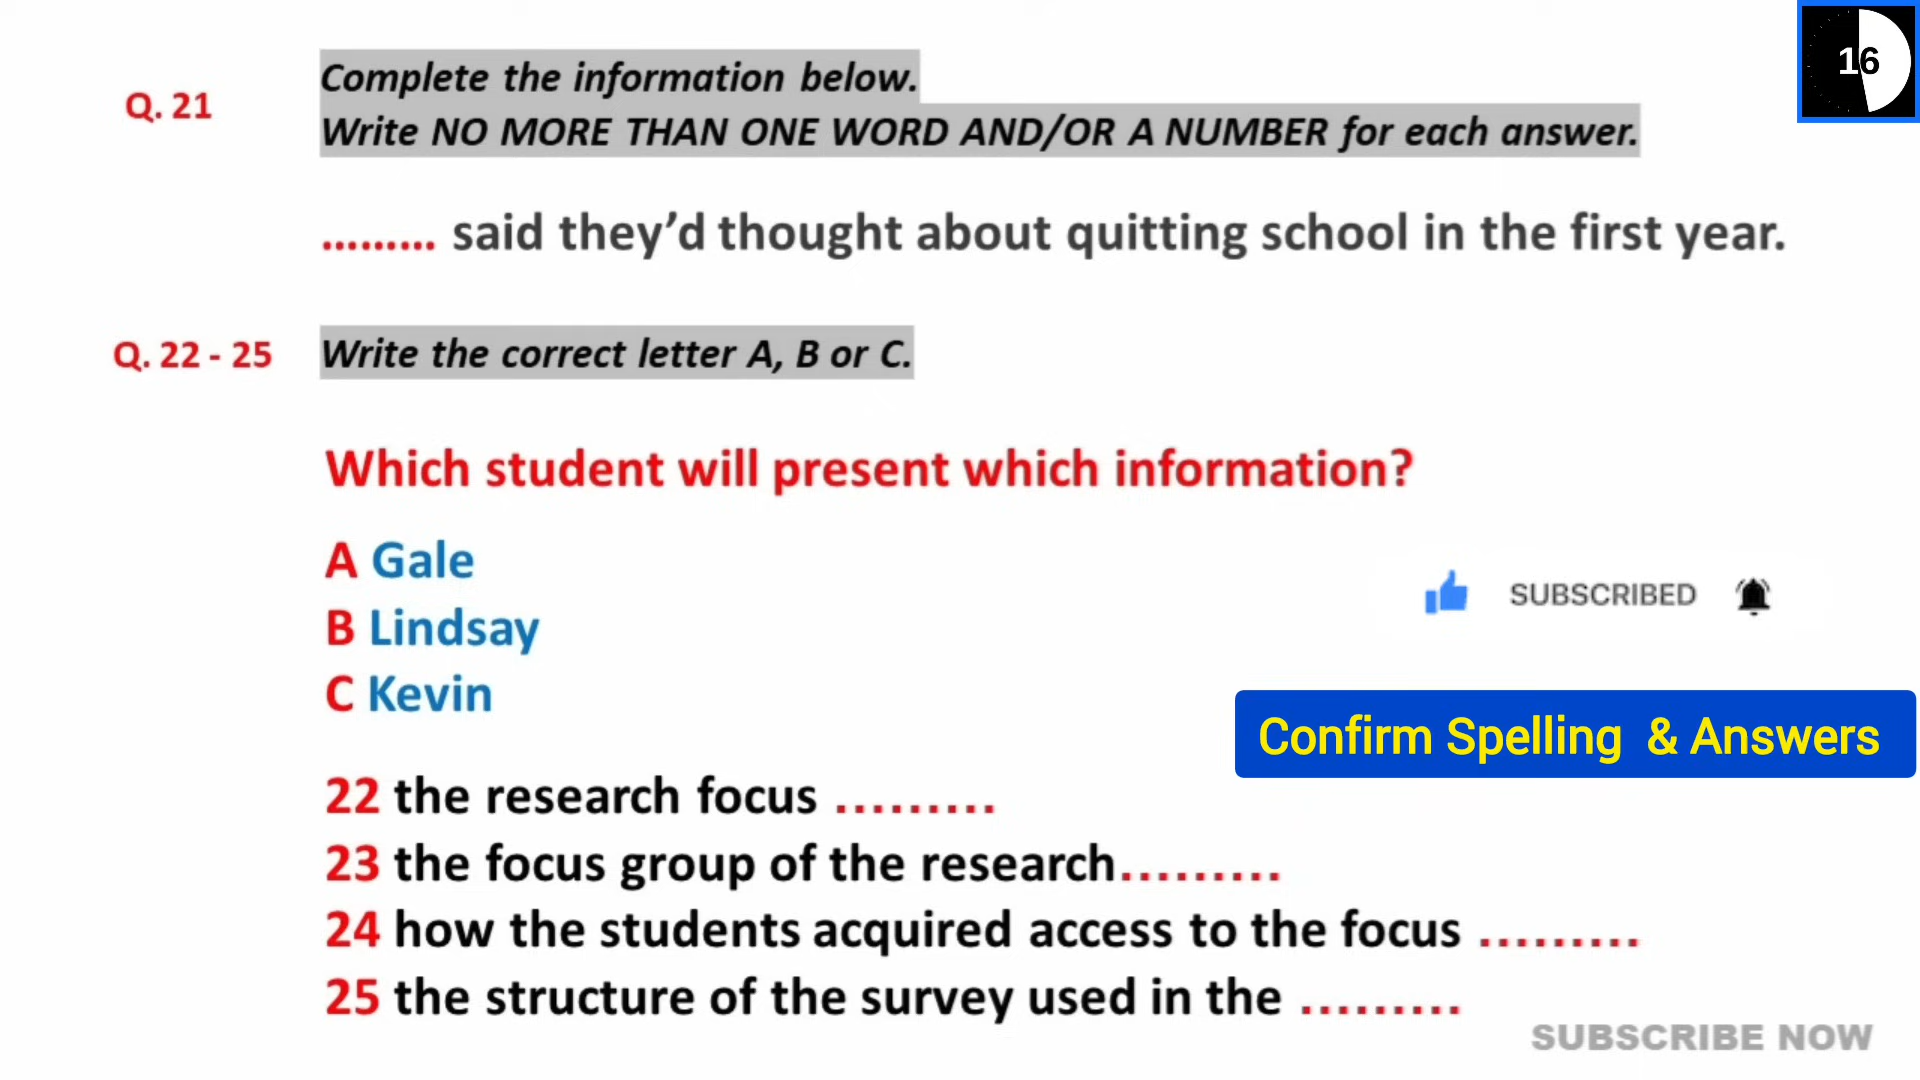 16
Q. 21
Complete the information below.
Write NO MORE THAN ONE WORD AND/OR A NUMBER for each answer.
......... said they’d thought about quitting school in the first year.
Q. 22 - 25
Write the correct letter A, B or C.
Which student will present which information?
A Gale
B Lindsay
C Kevin
SUBSCRIBED
Confirm Spelling & Answers
22 the research focus .........
23 the focus group of the research.........
24 how the students acquired access to the focus .........
25 the structure of the survey used in the .........
SUBSCRIBE NOW